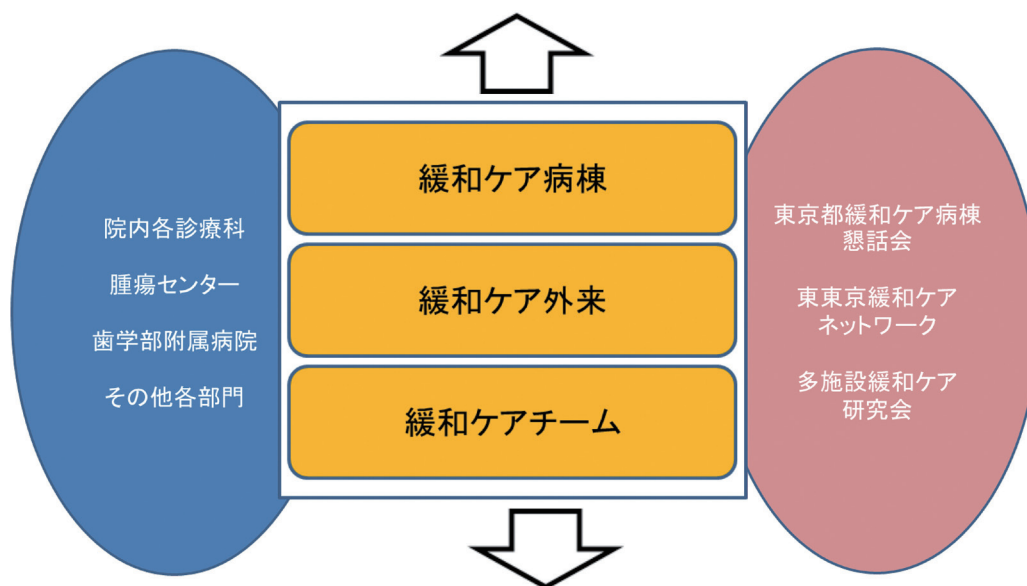 院内各診療科
腫瘍センター
歯学部附属病院
その他各部門
緩和ケア病棟
緩和ケア外来
緩和ケアチーム
東京都緩和ケア病棟
懇話会
東東京緩和ケア
ネットワーク
多施設緩和ケア
研究会